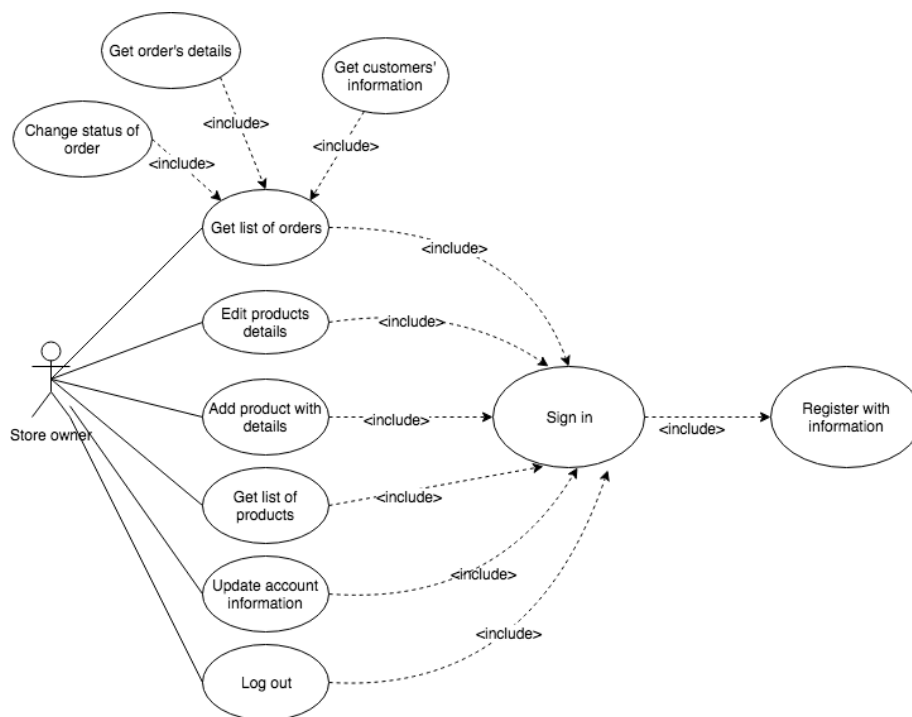 Get order's details
Get customers'
information
<include>
Change status of
order
<include>
<include>
Get list of orders
<include>
Edit products
details
<include>
Store owner
Add product with
details
<include>
Sign in
<include>
Register with
information
Get list of
products
<include>
Update account
information
<include>
Log out
<include>